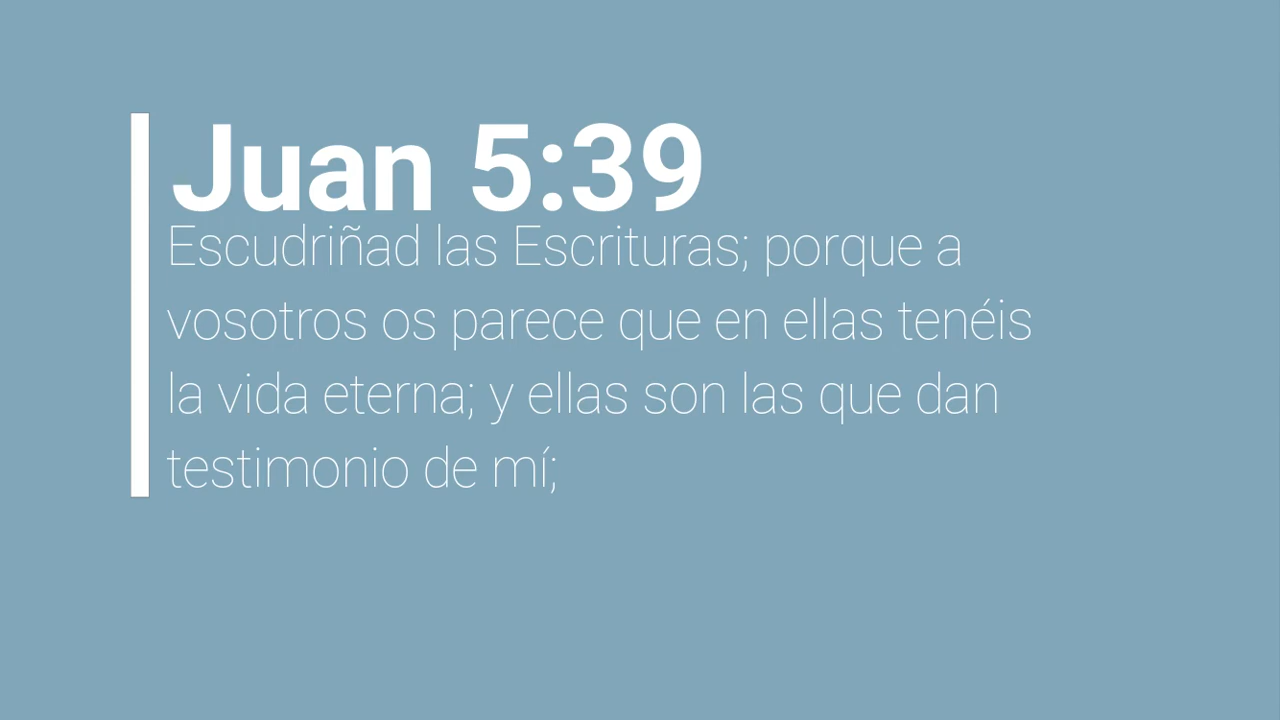 Juan 5:39
Escudriñad las Escrituras; porque a
vosotros os parece que en ellas tenéis
la vida eterna; y ellas son las que dan
testimonio de mí;